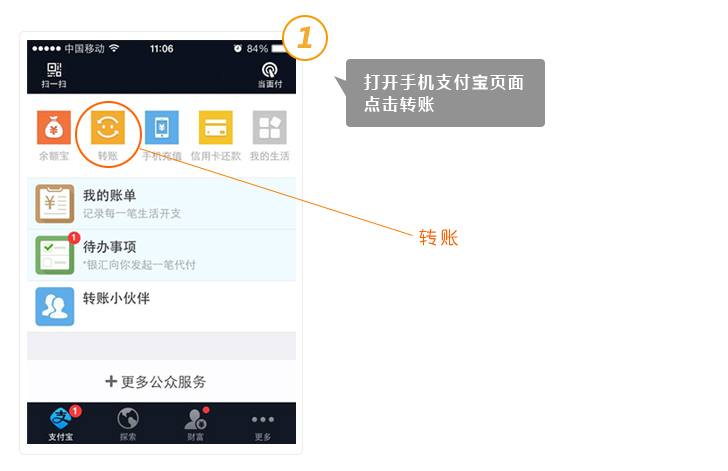 1
中国移动 11:06 84%
扫一扫 当面付
打开手机支付宝页面
点击转账
余额宝 转账 手机充值 信用卡还款 我的生活
我的账单
记录每一笔生活开支
转账
1
待办事项
*银汇向你发起一笔代付
转账小伙伴
+更多公众服务
1
支付宝 探索 财富 更多